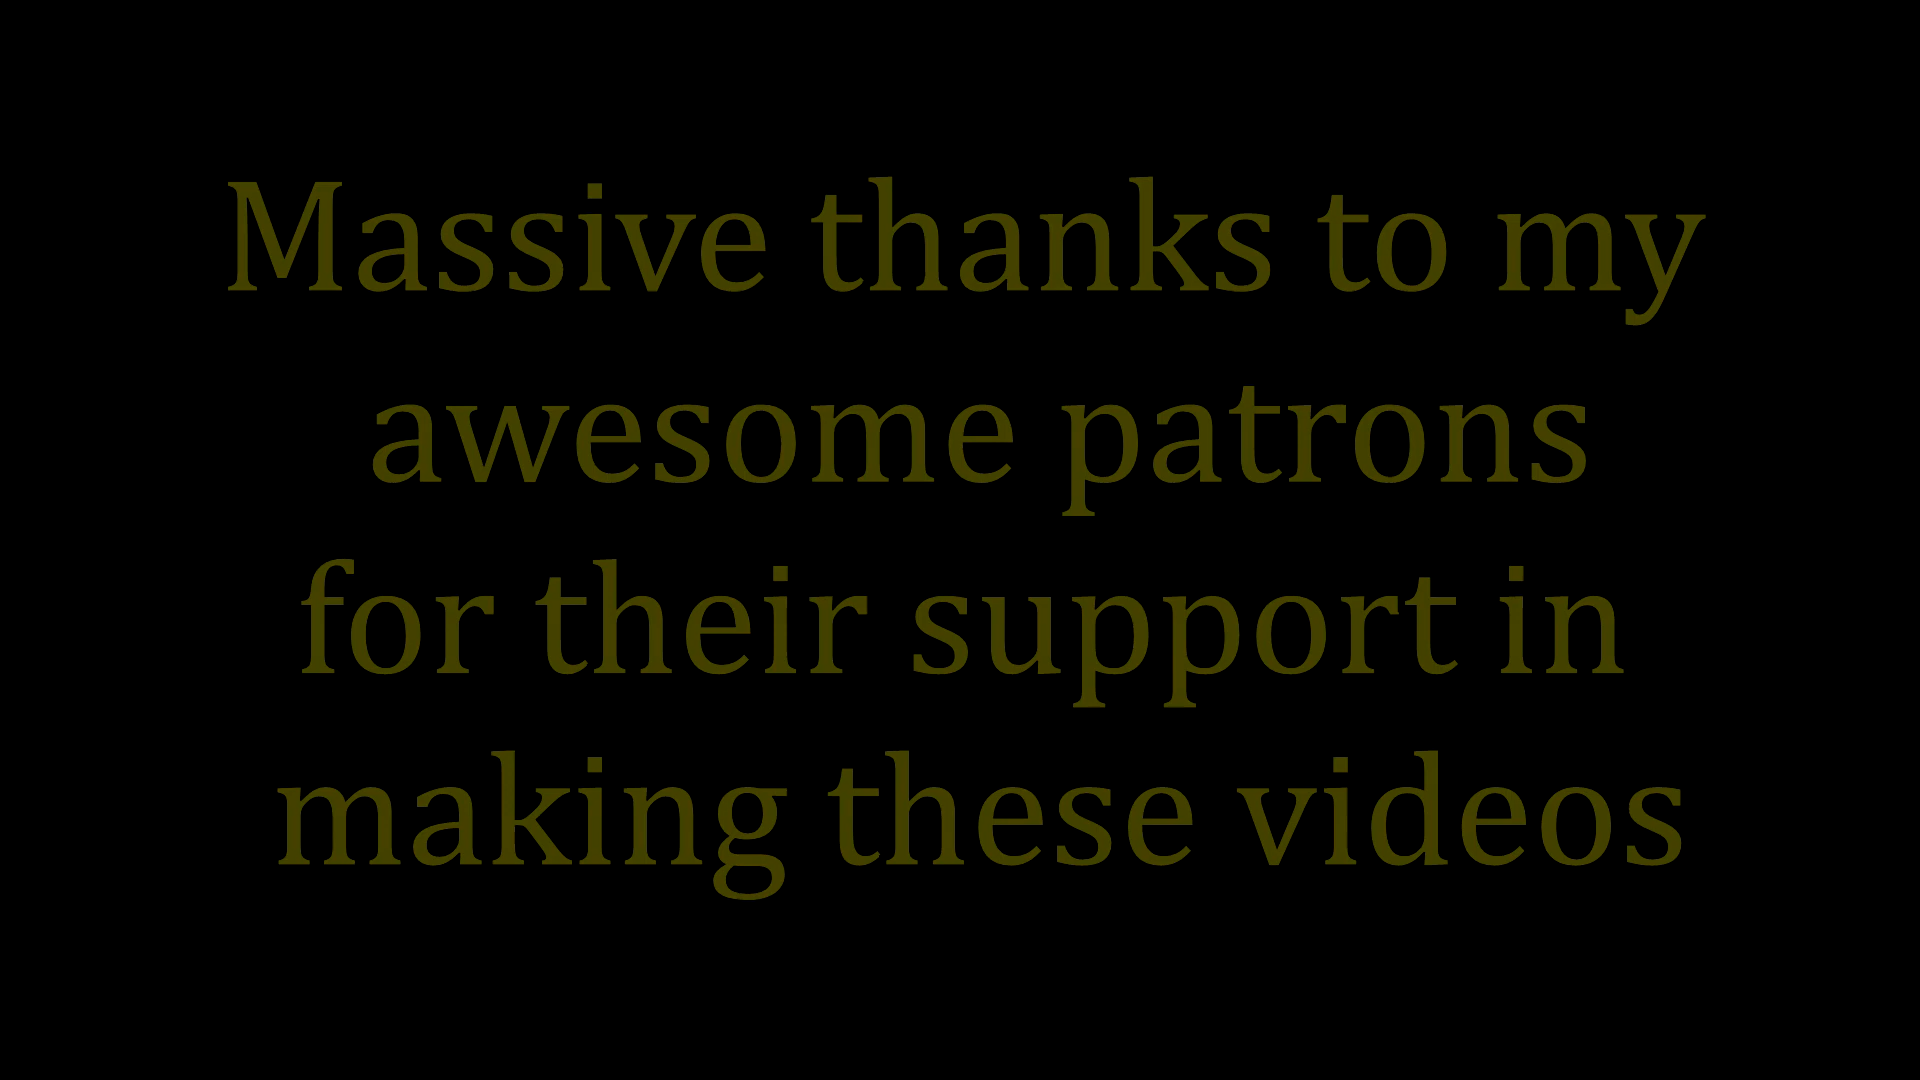 Massive thanks to my
awesome patrons
for their support in
making these videos